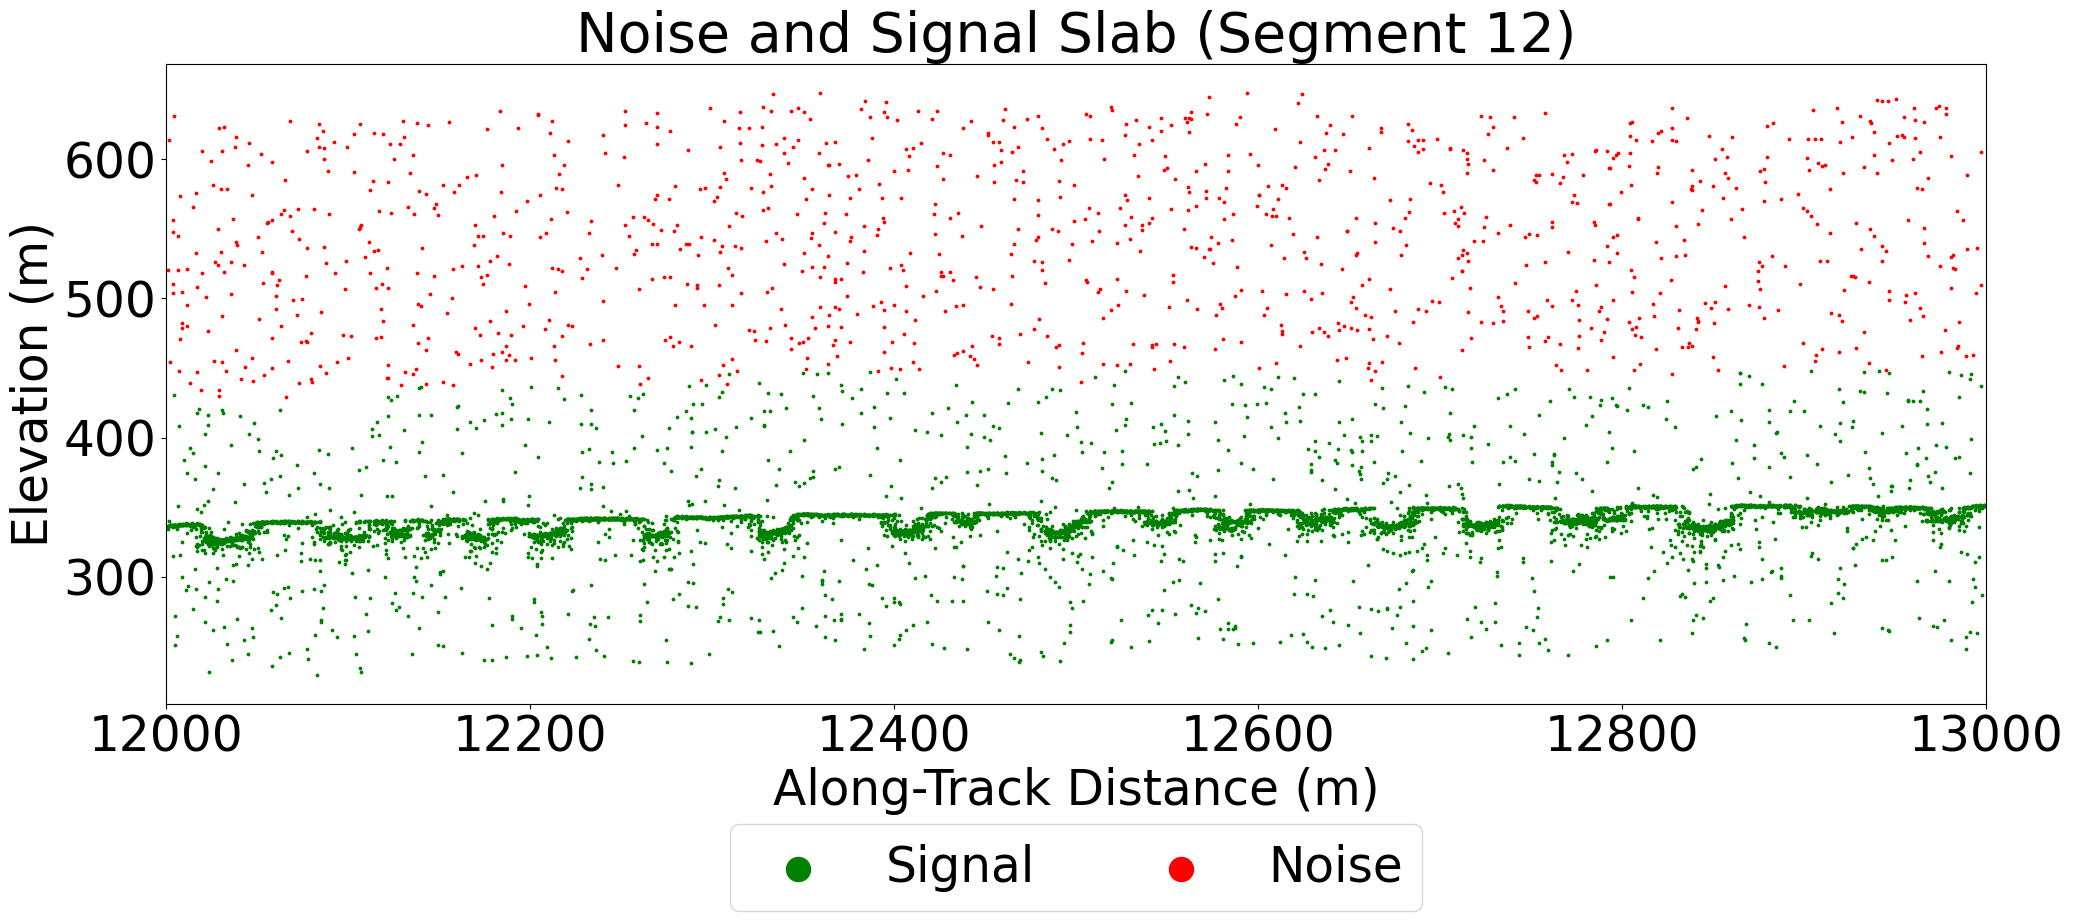 Noise and Signal Slab (Segment 12)
Elevation (m)
600
500
400
300
12000 12200 12400 12600 12800 13000
Along-Track Distance (m)
Signal Noise